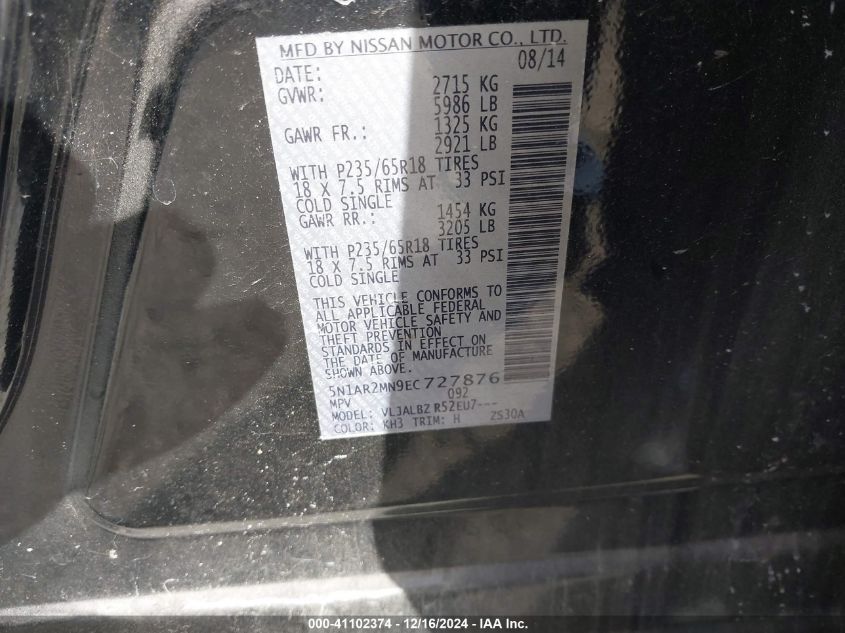 MFD BY NISSAN MOTOR CO., LTD.
DATE: 08/14
GVWR: 2715 KG
5986 LB
GAWR FR.: 1325 KG
2921 LB
WITH P235/65R18 TIRES
18 X 7.5 RIMS AT 33 PSI
COLD SINGLE
GAWR RR.: 1454 KG
3205 LB
WITH P235/65R18 TIRES
18 X 7.5 RIMS AT 33 PSI
COLD SINGLE
THIS VEHICLE CONFORMS TO
ALL APPLICABLE FEDERAL
MOTOR VEHICLE SAFETY AND
THEFT PREVENTION
STANDARDS IN EFFECT ON
THE DATE OF MANUFACTURE
SHOWN ABOVE.
5N1AR2MN9EC727876
MPV 092
MODEL: VLJALBZ R52EU7---
COLOR: KH3 TRIM: H ZS30A
000-41102374 - 12/16/2024 - IAA Inc.